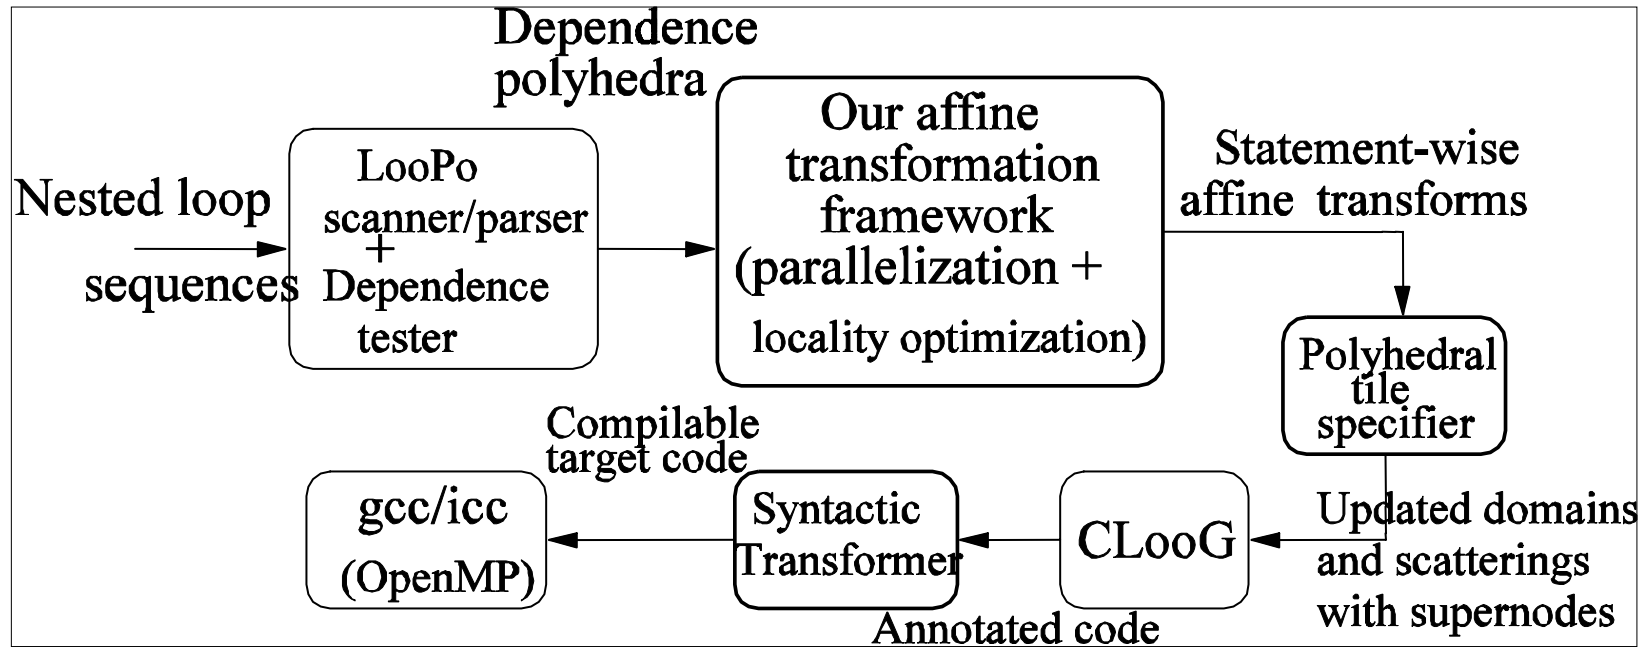 Dependence
polyhedra
Nested loop
sequences
LooPo
scanner/parser
+
Dependence
tester
Our affine
transformation
framework
(parallelization +
locality optimization)
Statement-wise
affine transforms
Polyhedral
tile
specifier
Updated domains
and scatterings
with supernodes
CLooG
Annotated code
Syntactic
Transformer
Compilable
target code
gcc/icc
(OpenMP)